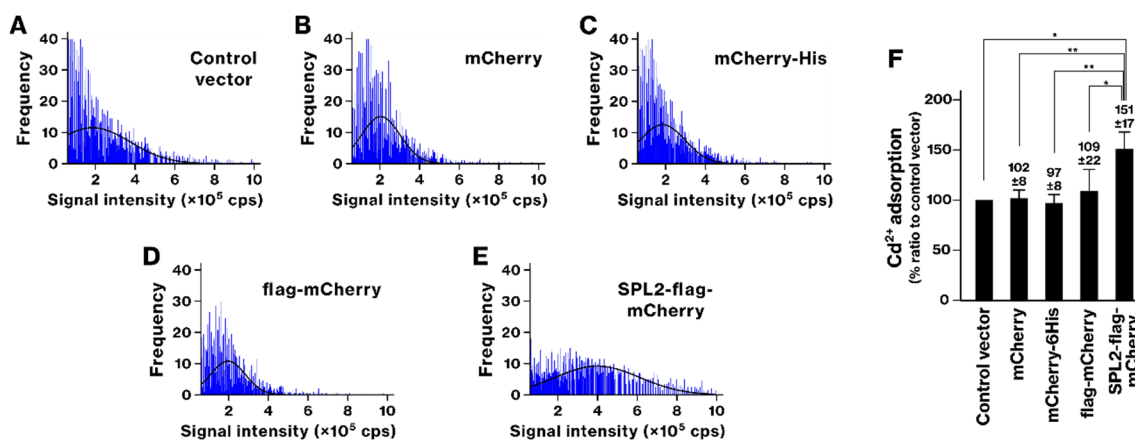 A
Control
vector
Frequency
40
30
20
10
0
2 4 6 8 10
Signal intensity (×10⁵ cps)
B
mCherry
Frequency
40
30
20
10
0
2 4 6 8 10
Signal intensity (×10⁵ cps)
C
mCherry-His
Frequency
40
30
20
10
0
2 4 6 8 10
Signal intensity (×10⁵ cps)
D
flag-mCherry
Frequency
40
30
20
10
0
2 4 6 8 10
Signal intensity (×10⁵ cps)
E
SPL2-flag-
mCherry
Frequency
40
30
20
10
0
2 4 6 8 10
Signal intensity (×10⁵ cps)
F
Cd²⁺ adsorption
(% ratio to control vector)
200
150
100
50
0
*
**
**
*
102
±8
97
±8
109
±22
151
±17
Control vector
mCherry
mCherry-6His
flag-mCherry
SPL2-flag-
mCherry